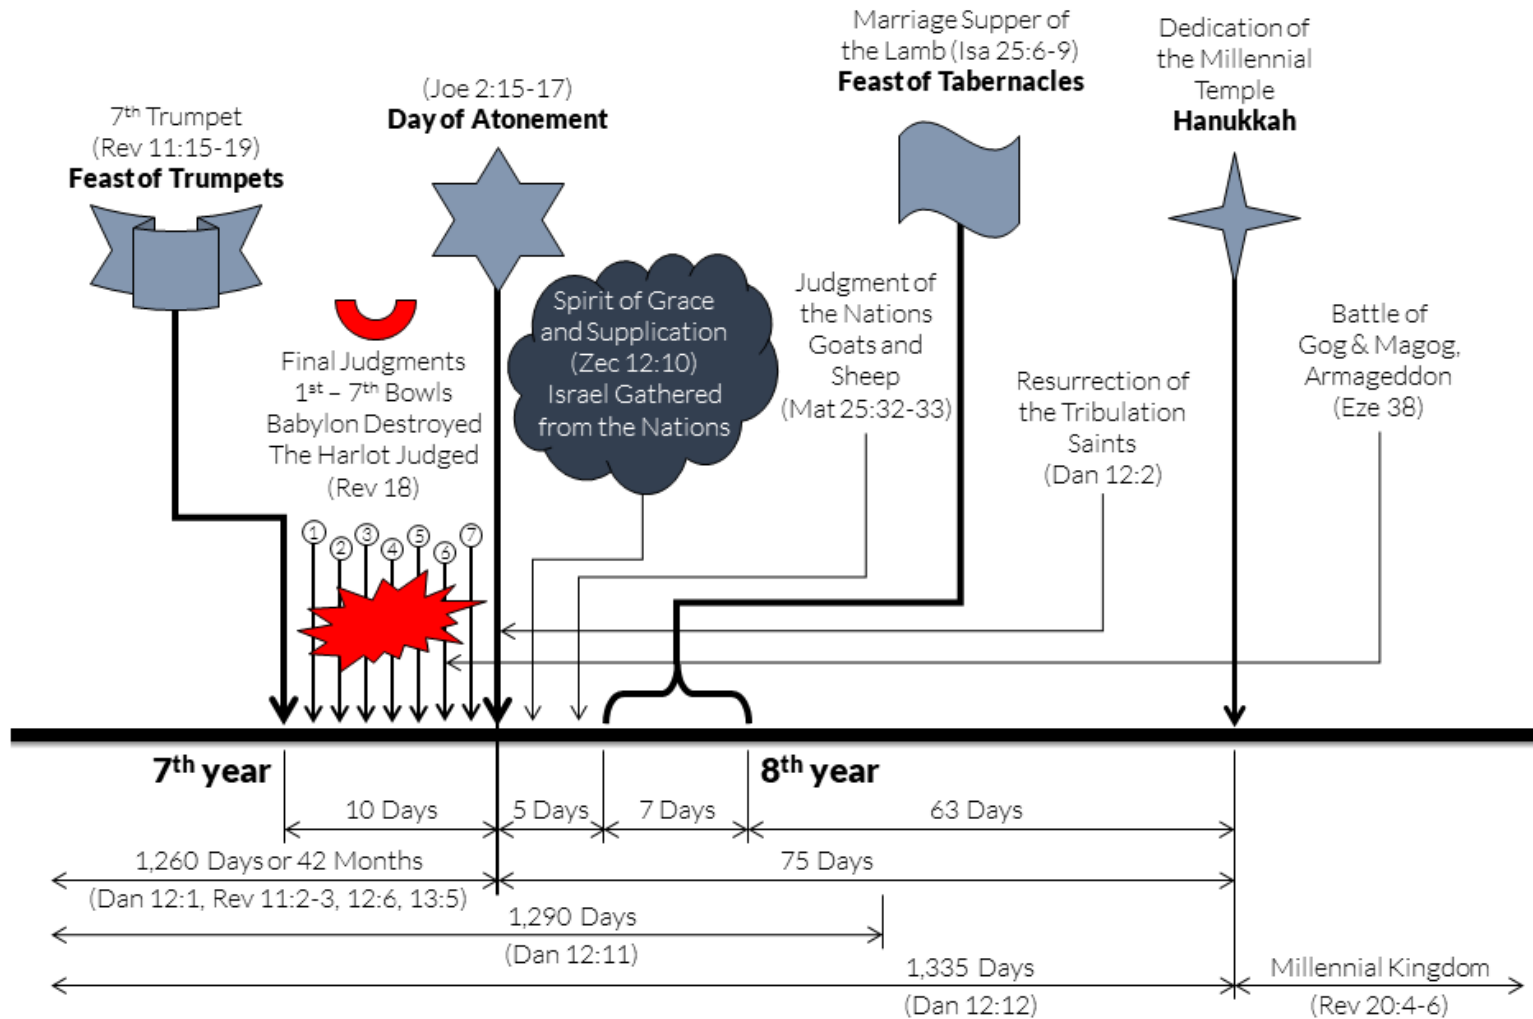 7th Trumpet
(Rev 11:15-19)
Feast of Trumpets
(Joe 2:15-17)
Day of Atonement
Marriage Supper of
the Lamb (Isa 25:6-9)
Feast of Tabernacles
Dedication of
the Millennial
Temple
Hanukkah
Final Judgments
1st – 7th Bowls
Babylon Destroyed
The Harlot Judged
(Rev 18)
Spirit of Grace
and Supplication
(Zec 12:10)
Israel Gathered
from the Nations
Judgment of
the Nations
Goats and
Sheep
(Mat 25:32-33)
Resurrection of
the Tribulation
Saints
(Dan 12:2)
Battle of
Gog & Magog,
Armageddon
(Eze 38)
1
2
3
4
5
6
7
7th year
8th year
10 Days
5 Days
7 Days
63 Days
1,260 Days or 42 Months
(Dan 12:1, Rev 11:2-3, 12:6, 13:5)
75 Days
1,290 Days
(Dan 12:11)
1,335 Days
(Dan 12:12)
Millennial Kingdom
(Rev 20:4-6)